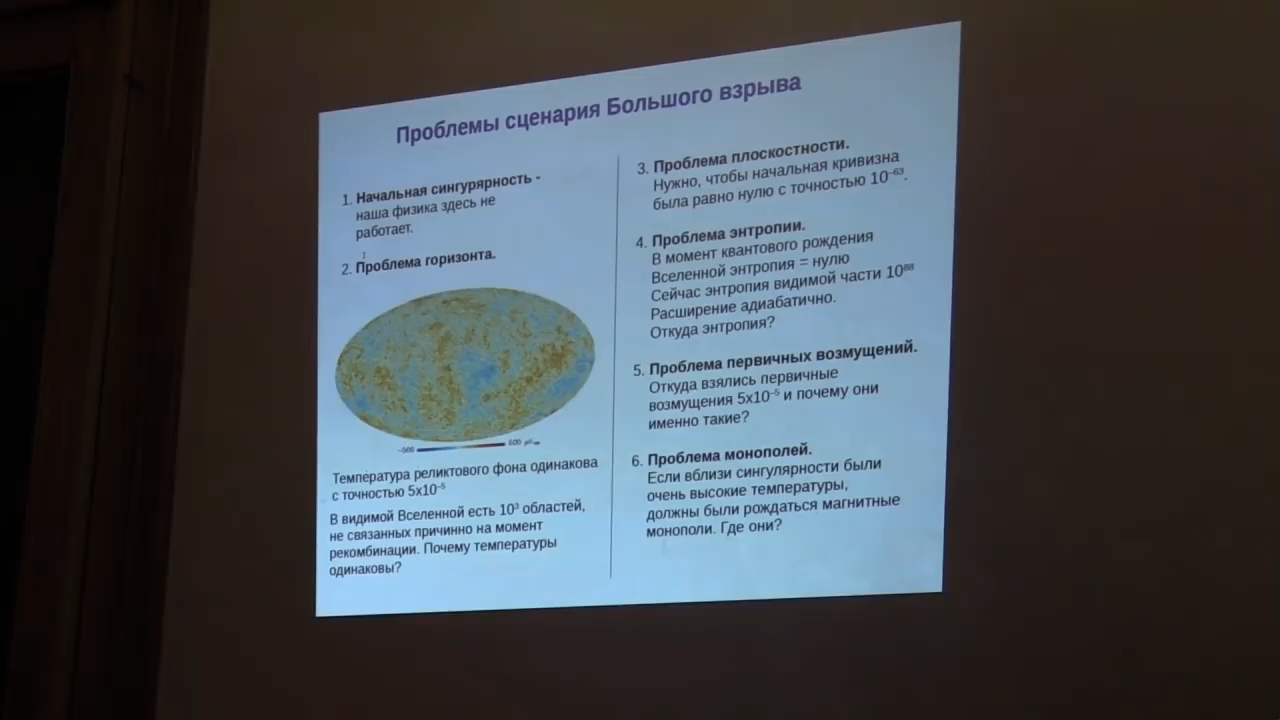 Проблемы сценария Большого взрыва
1. Начальная сингурярность -
наша физика здесь не
работает.
2. Проблема горизонта.
–500 500 μK
Температура реликтового фона одинакова
с точностью 5x10⁻⁵
В видимой Вселенной есть 10³ областей,
не связанных причинно на момент
рекомбинации. Почему температуры
одинаковы?
3. Проблема плоскостности.
Нужно, чтобы начальная кривизна
была равно нулю с точностью 10⁻⁶³.
4. Проблема энтропии.
В момент квантового рождения
Вселенной энтропия = нулю
Сейчас энтропия видимой части 10⁸⁸
Расширение адиабатично.
Откуда энтропия?
5. Проблема первичных возмущений.
Откуда взялись первичные
возмущения 5x10⁻⁵ и почему они
именно такие?
6. Проблема монополей.
Если вблизи сингулярности были
очень высокие температуры,
должны были рождаться магнитные
монополи. Где они?